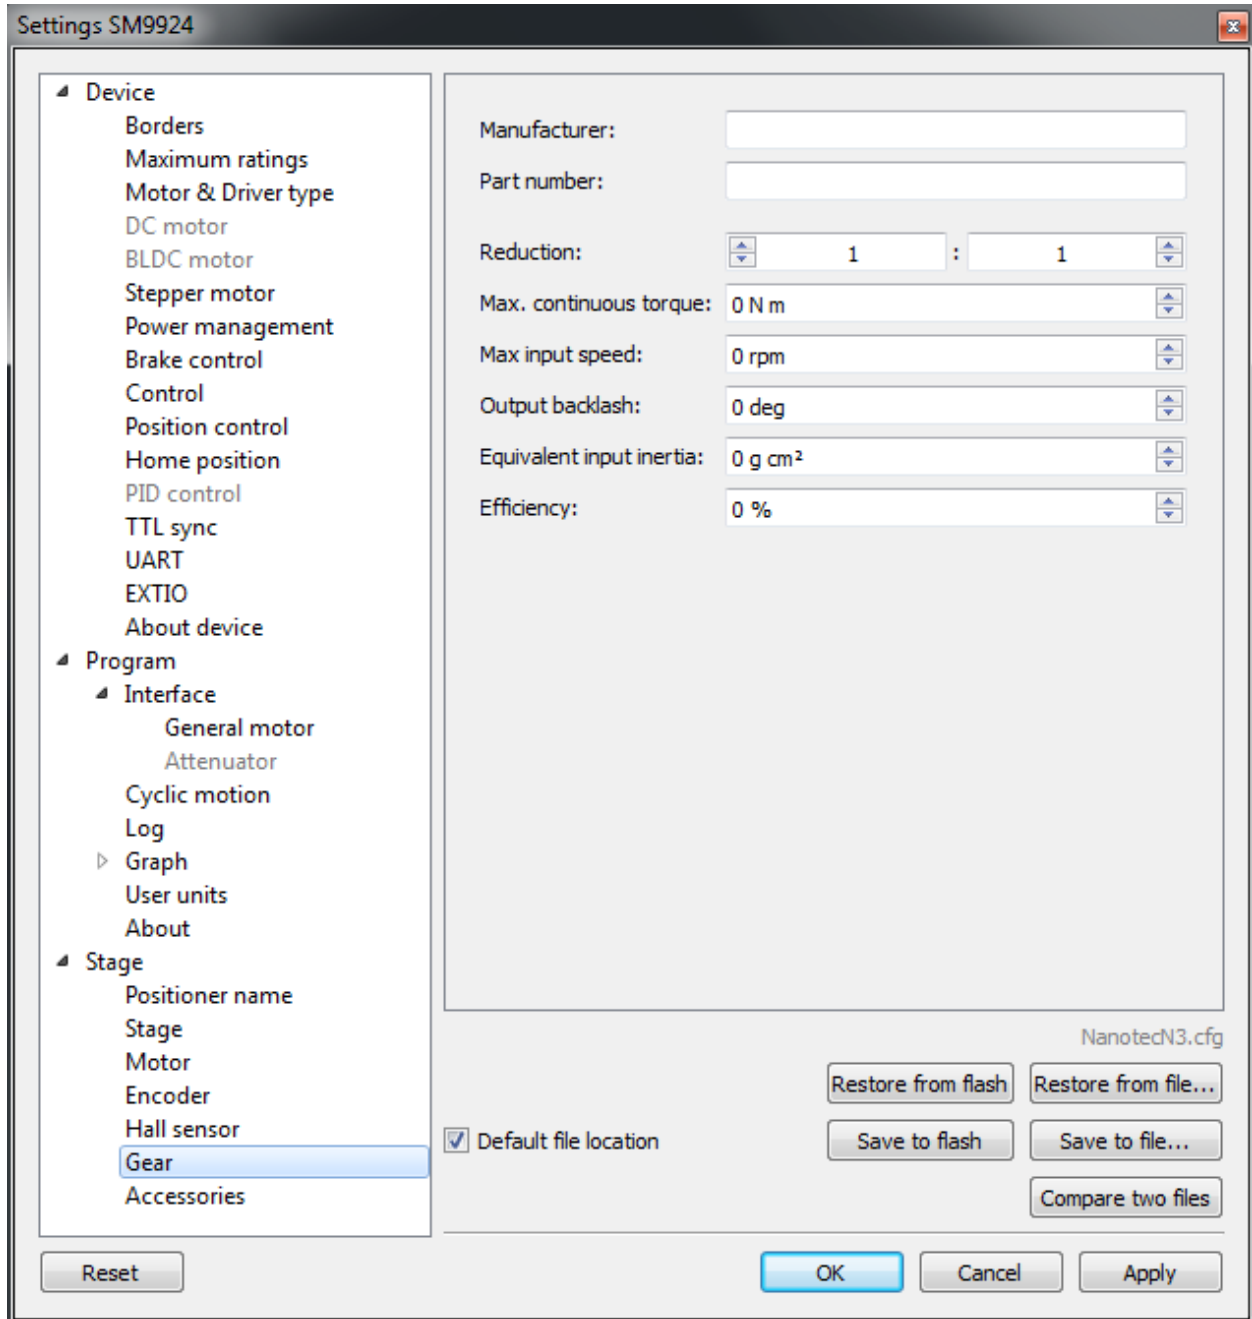 Settings SM9924
Device
Borders
Maximum ratings
Motor & Driver type
DC motor
BLDC motor
Stepper motor
Power management
Brake control
Control
Position control
Home position
PID control
TTL sync
UART
EXTIO
About device
Program
Interface
General motor
Attenuator
Cyclic motion
Log
Graph
User units
About
Stage
Positioner name
Stage
Motor
Encoder
Hall sensor
Gear
Accessories
Manufacturer:
Part number:
Reduction: 1 : 1
Max. continuous torque: 0 N m
Max input speed: 0 rpm
Output backlash: 0 deg
Equivalent input inertia: 0 g cm²
Efficiency: 0 %
NanotecN3.cfg
Restore from flash Restore from file...
Default file location Save to flash Save to file...
Compare two files
Reset OK Cancel Apply